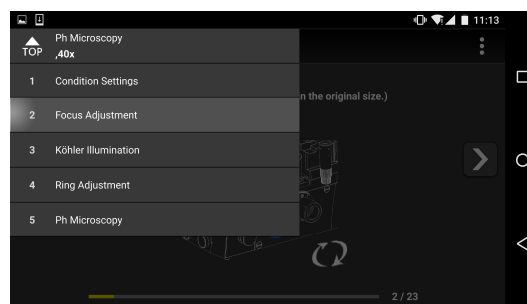 11:13
TOP
Ph Microscopy
,40x
1 Condition Settings
n the original size.)
2 Focus Adjustment
3 Köhler Illumination
4 Ring Adjustment
5 Ph Microscopy
2 / 23